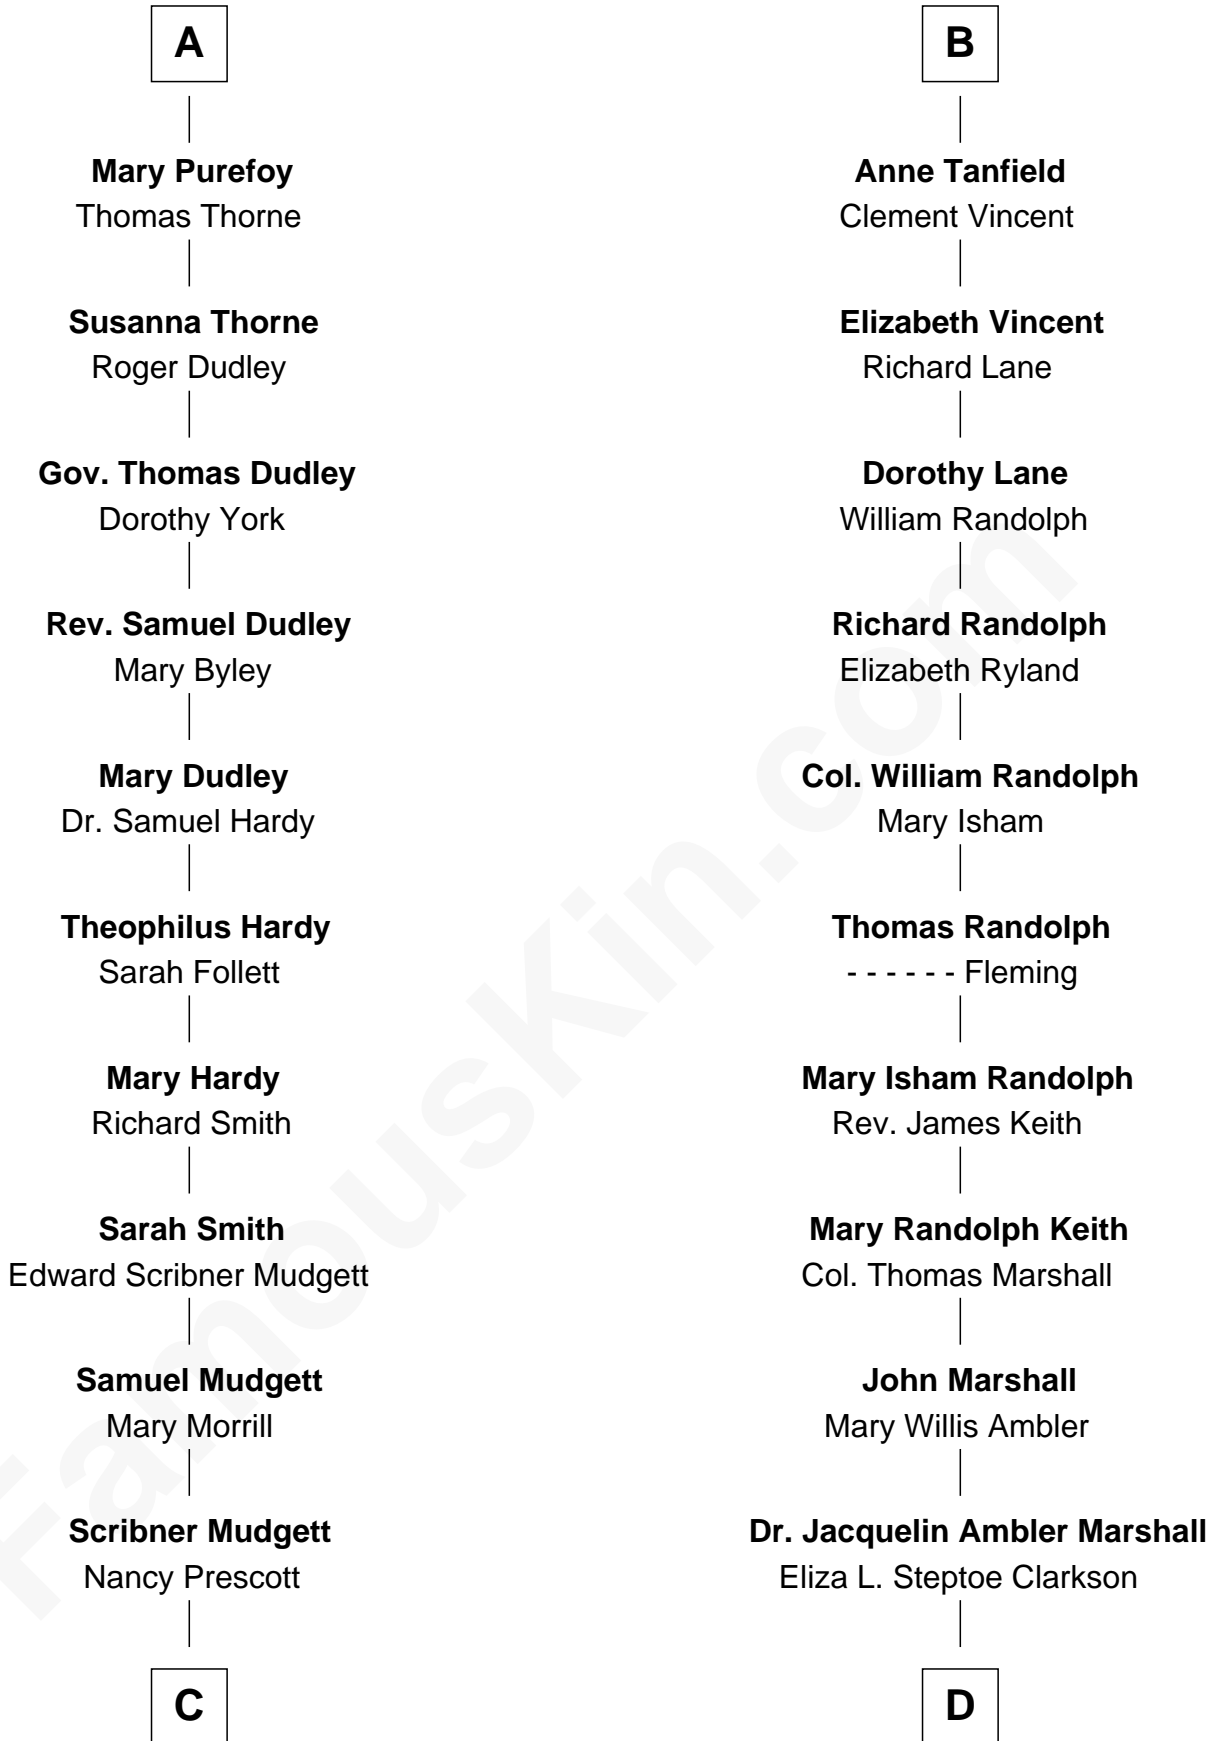 A
Mary Purefoy
Thomas Thorne
Susanna Thorne
Roger Dudley
Gov. Thomas Dudley
Dorothy York
Rev. Samuel Dudley
Mary Byley
Mary Dudley
Dr. Samuel Hardy
Theophilus Hardy
Sarah Follett
Mary Hardy
Richard Smith
Sarah Smith
Edward Scribner Mudgett
Samuel Mudgett
Mary Morrill
Scribner Mudgett
Nancy Prescott
C
B
Anne Tanfield
Clement Vincent
Elizabeth Vincent
Richard Lane
Dorothy Lane
William Randolph
Richard Randolph
Elizabeth Ryland
Col. William Randolph
Mary Isham
Thomas Randolph
- - - - - - Fleming
Mary Isham Randolph
Rev. James Keith
Mary Randolph Keith
Col. Thomas Marshall
John Marshall
Mary Willis Ambler
Dr. Jacquelin Ambler Marshall
Eliza L. Steptoe Clarkson
D
FamousKin.com